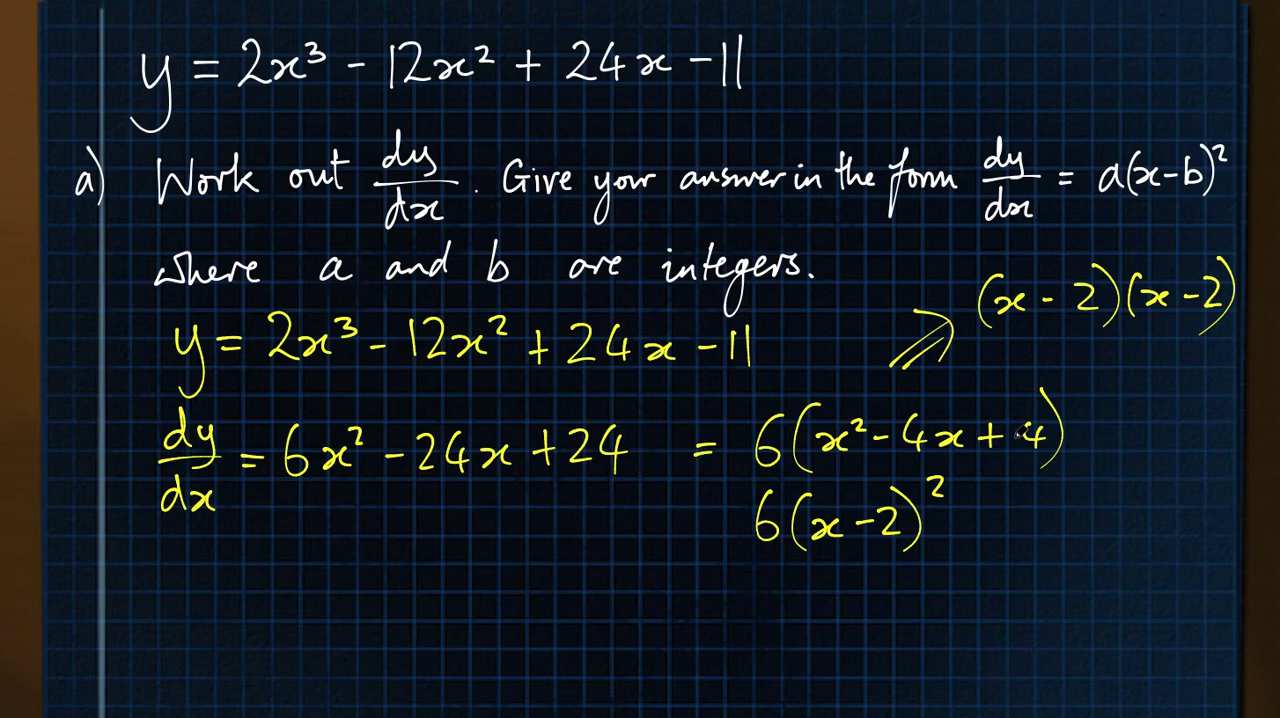 y = 2x³ - 12x² + 24x - 11
a) Work out dy/dx. Give your answer in the form dy/dx = a(x-b)²
where a and b are integers.
(x - 2)(x - 2)
y = 2x³ - 12x² + 24x - 11
dy/dx = 6x² - 24x + 24 = 6(x² - 4x + 4)
6(x - 2)²